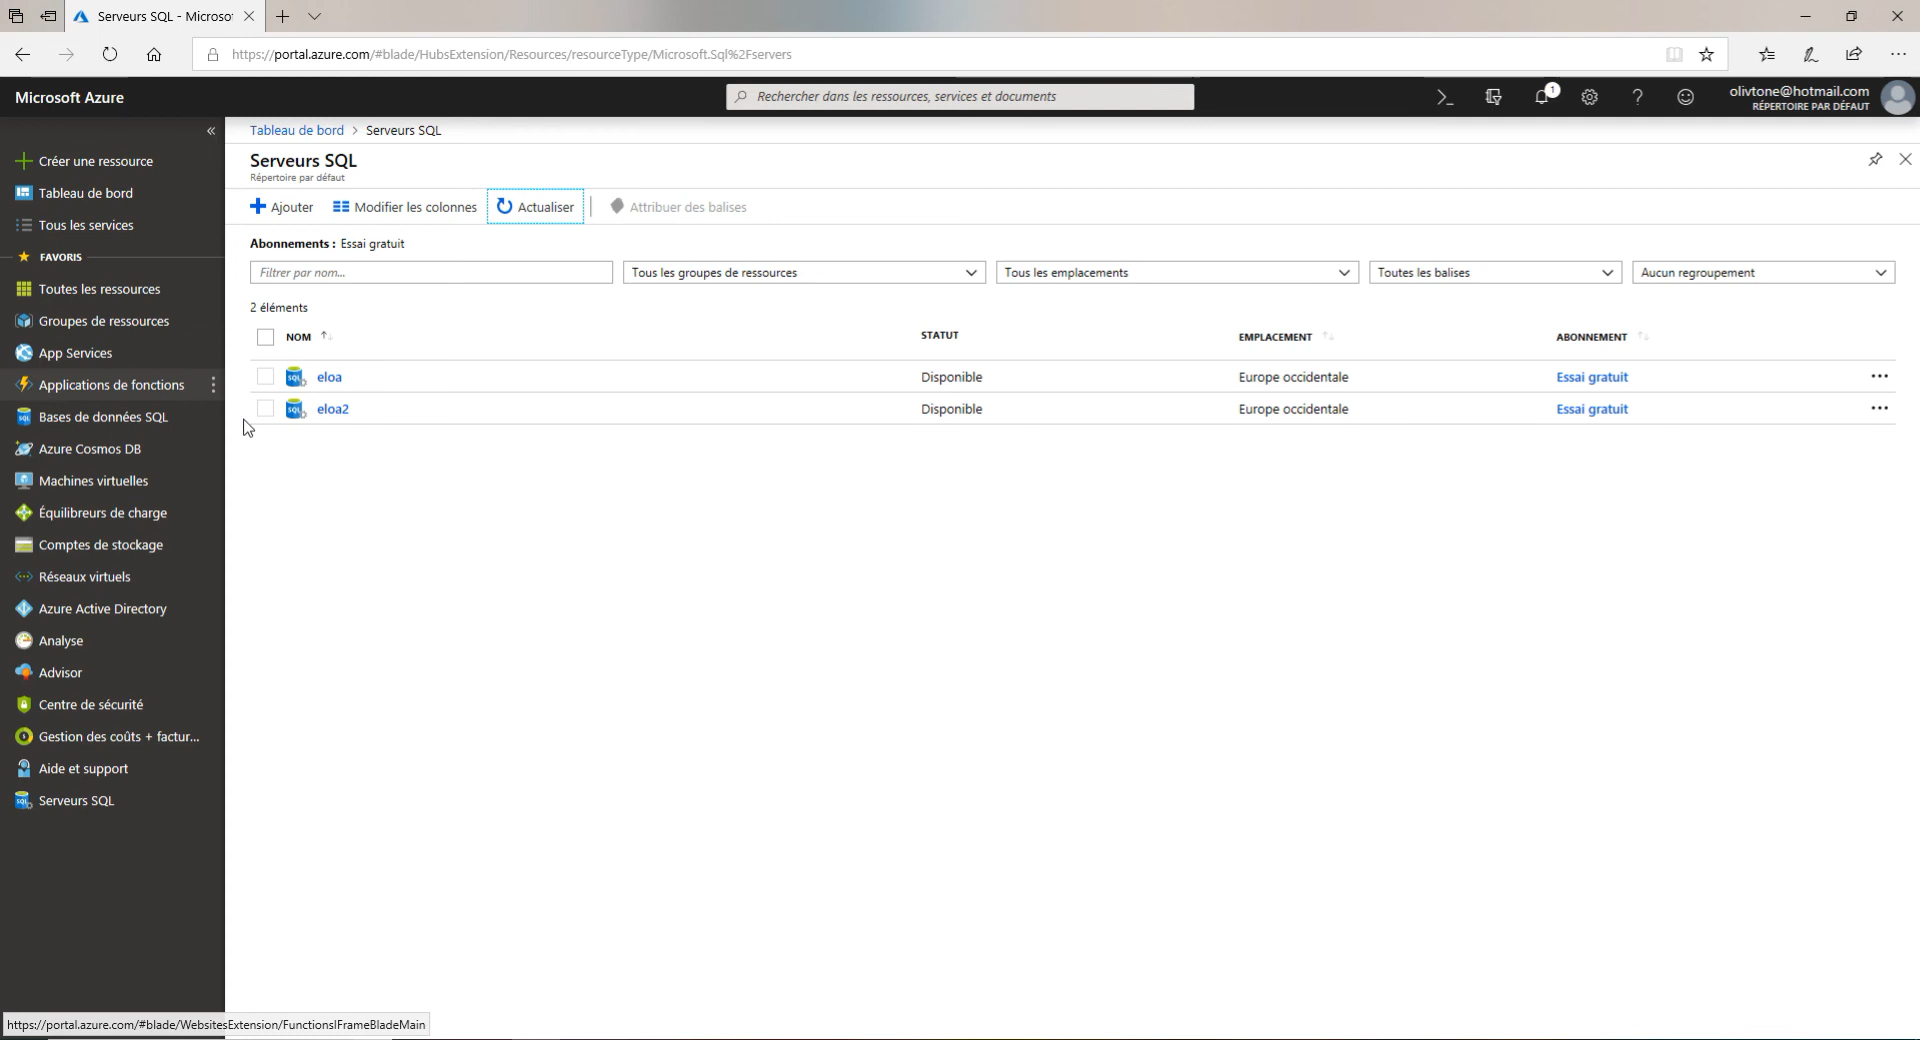 Serveurs SQL - Microsof
https://portal.azure.com/#blade/HubsExtension/Resources/resourceType/Microsoft.Sql%2Fservers
Microsoft Azure
Rechercher dans les ressources, services et documents
1
olivtone@hotmail.com
RÉPERTOIRE PAR DÉFAUT
Créer une ressource
Tableau de bord
Tous les services
FAVORIS
Toutes les ressources
Groupes de ressources
App Services
Applications de fonctions
Bases de données SQL
Azure Cosmos DB
Machines virtuelles
Équilibreurs de charge
Comptes de stockage
Réseaux virtuels
Azure Active Directory
Analyse
Advisor
Centre de sécurité
Gestion des coûts + factur...
Aide et support
Serveurs SQL
Tableau de bord > Serveurs SQL
Serveurs SQL
Répertoire par défaut
Ajouter Modifier les colonnes Actualiser Attribuer des balises
Abonnements : Essai gratuit
Filtrer par nom... Tous les groupes de ressources Tous les emplacements Toutes les balises Aucun regroupement
2 éléments
NOM STATUT EMPLACEMENT ABONNEMENT
eloa Disponible Europe occidentale Essai gratuit
eloa2 Disponible Europe occidentale Essai gratuit
https://portal.azure.com/#blade/WebsitesExtension/FunctionsIFrameBladeMain